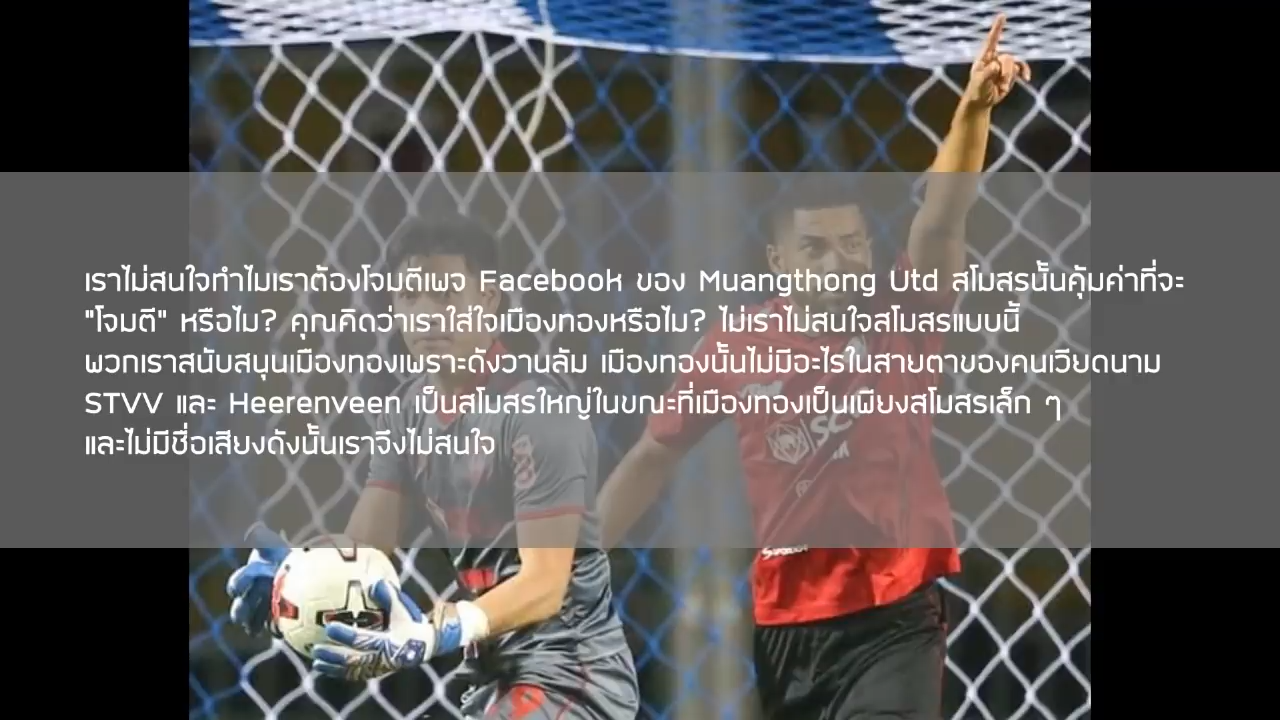 เราไม่สนใจทำไมเราต้องโจมตีเพจ Facebook ของ Muangthong Utd สโมสรนั้นคุ้มค่าที่จะ
"โจมตี" หรือไม? คุณคิดว่าเราใส่ใจเมืองทองหรือไม? ไม่เราไม่สนใจสโมสรแบบนี้
พวกเราสนับสนุนเมืองทองเพราะดังวานลัม เมืองทองนั้นไม่มีอะไรในสายตาของคนเวียดนาม
STVV และ Heerenveen เป็นสโมสรใหญ่ในขณะที่เมืองทองเป็นเพียงสโมสรเล็ก ๆ
และไม่มีชื่อเสียงดังนั้นเราจึงไม่สนใจ